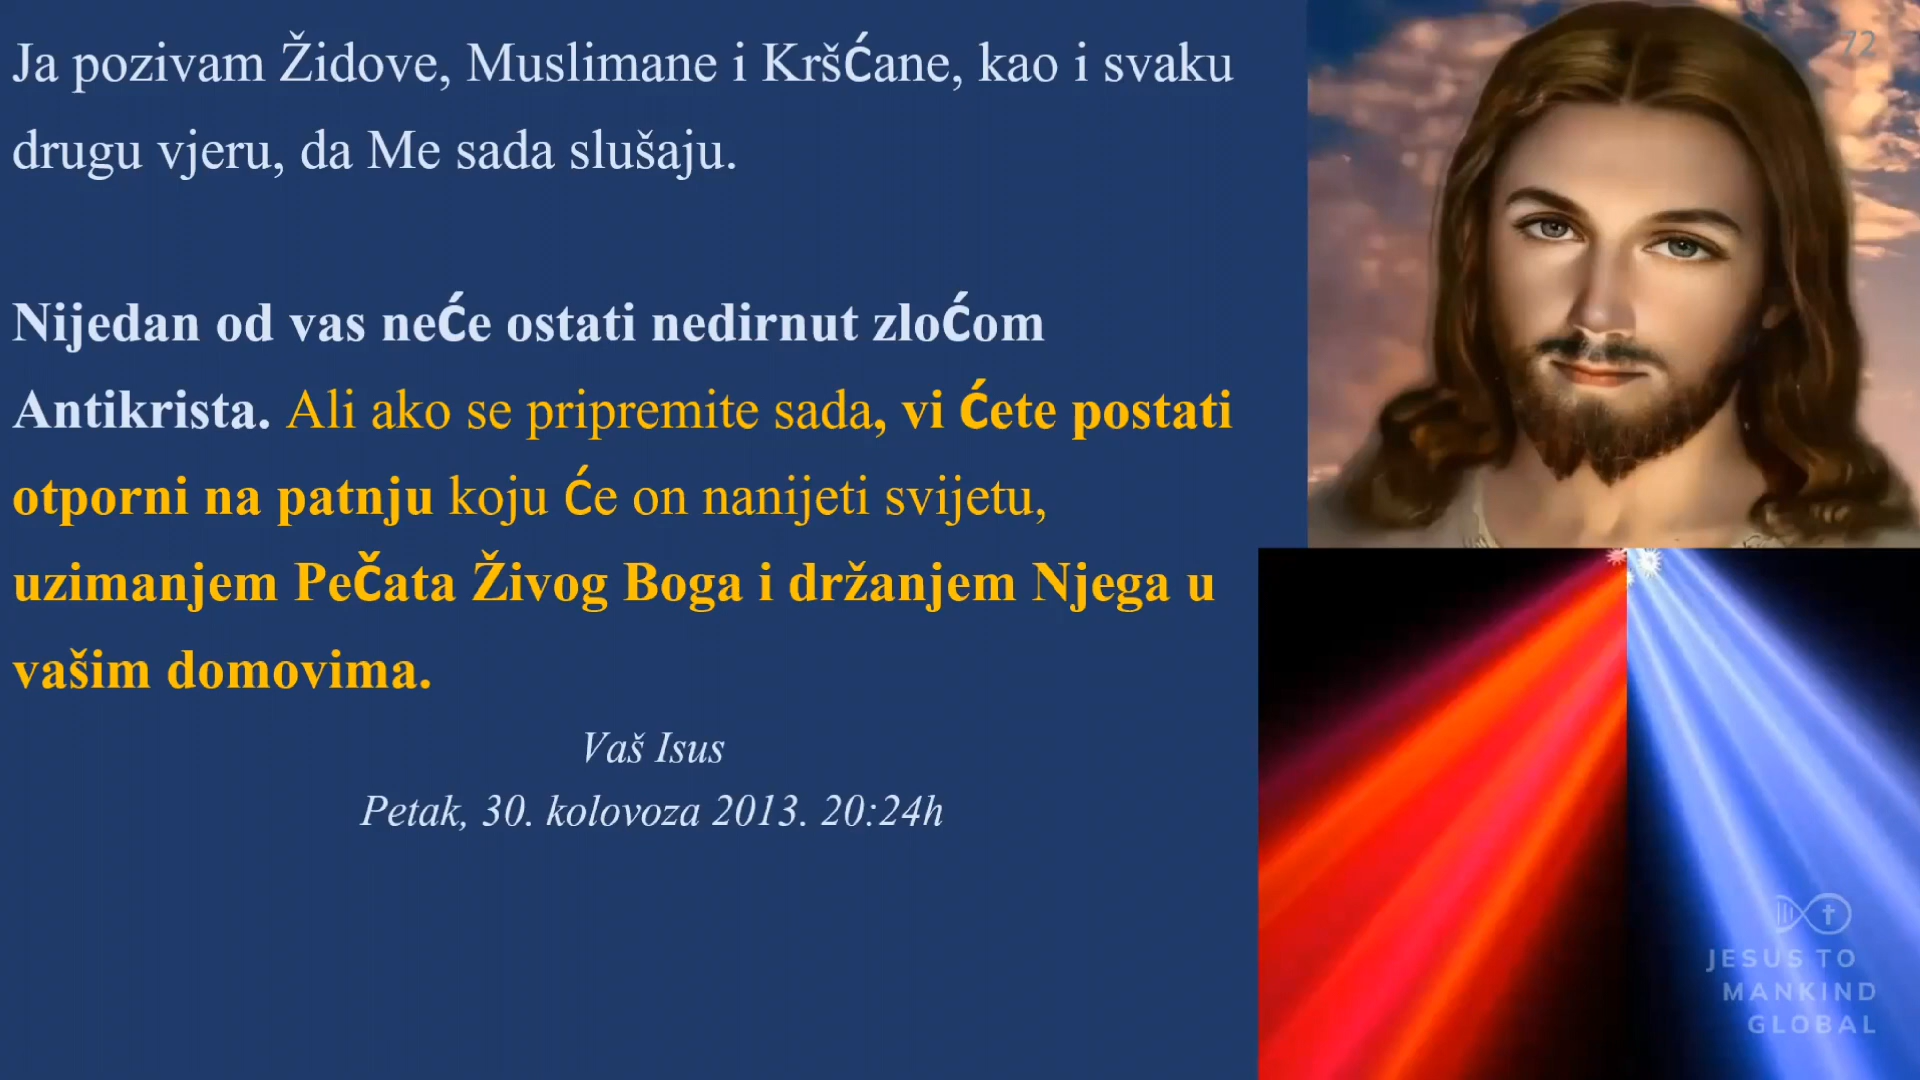 72
Ja pozivam Židove, Muslimane i KršĆane, kao i svaku
drugu vjeru, da Me sada slušaju.
Nijedan od vas neĆe ostati nedirnut zloĆom
Antikrista. Ali ako se pripremite sada, vi Ćete postati
otporni na patnju koju Će on nanijeti svijetu,
uzimanjem PeČata Živog Boga i držanjem Njega u
vašim domovima.
Vaš Isus
Petak, 30. kolovoza 2013. 20:24h
JESUS TO
MANKIND
GLOBAL